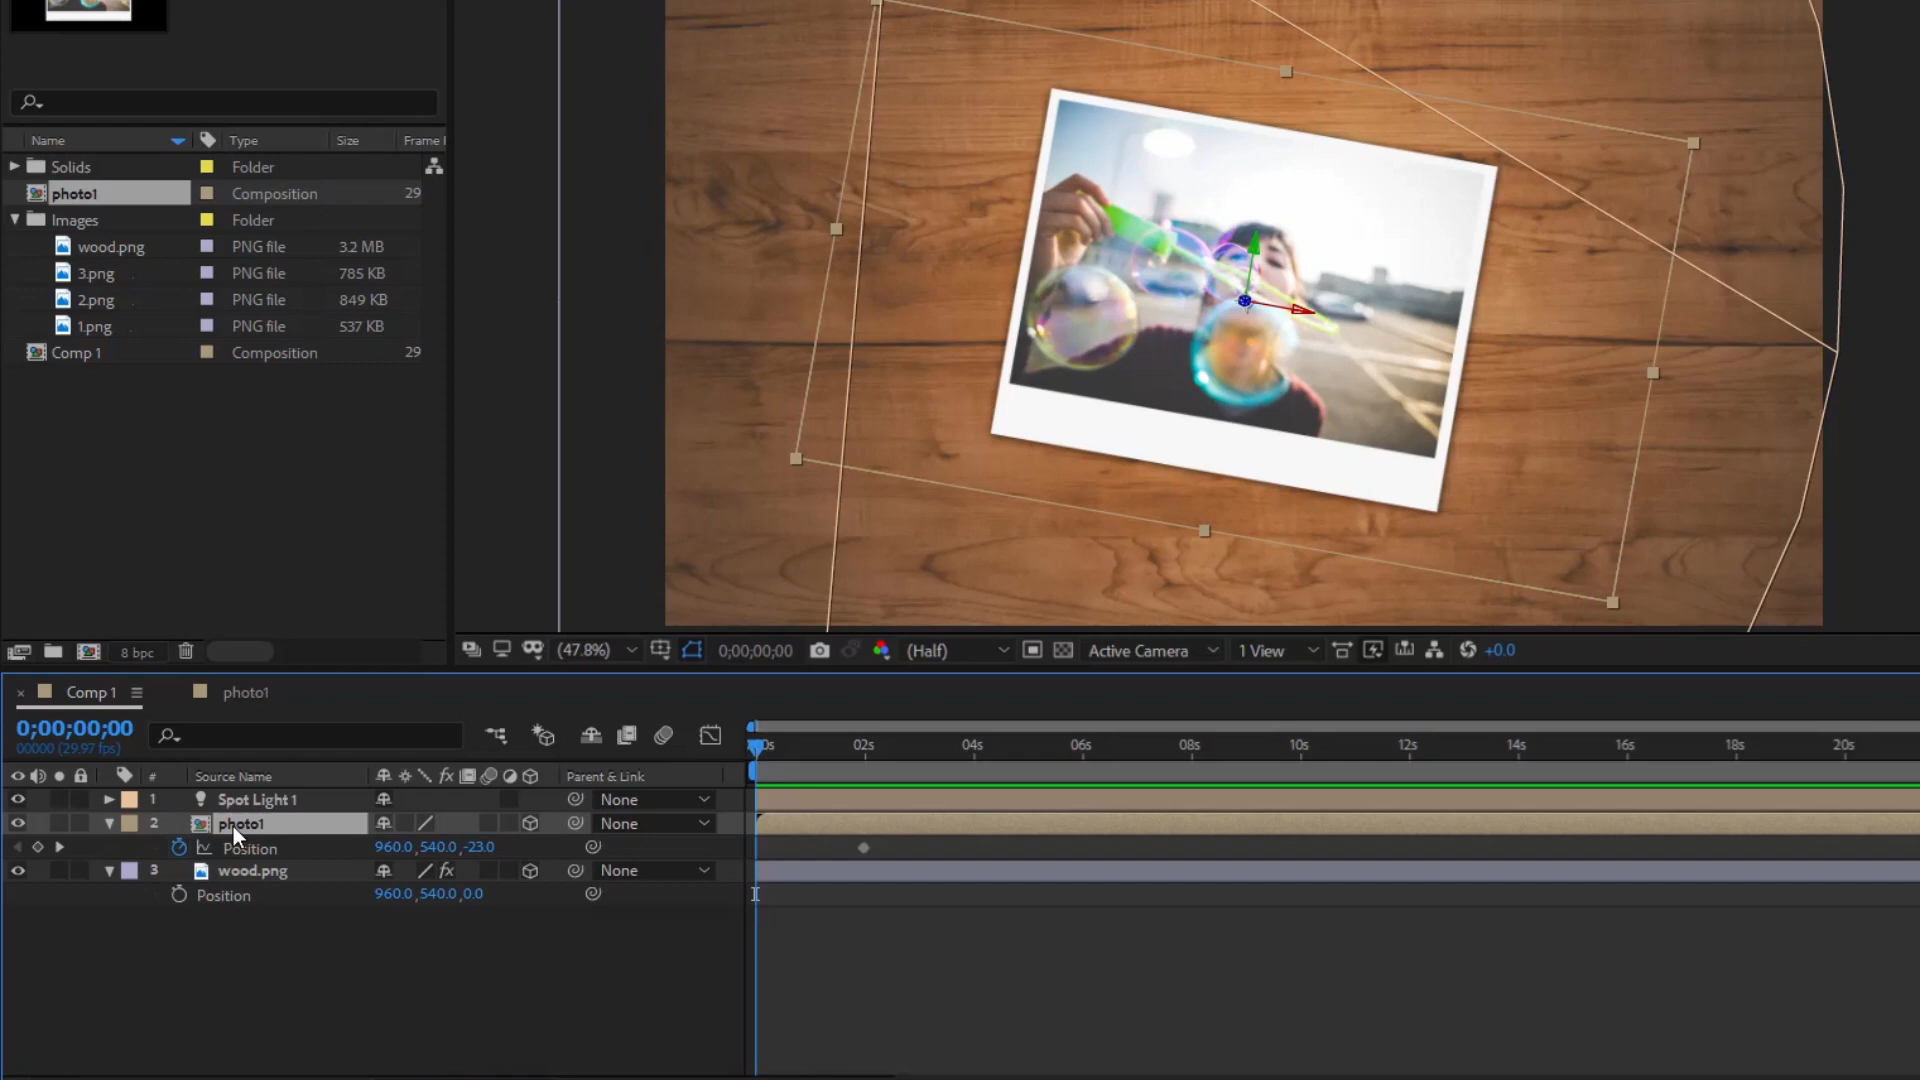 Name Type Size Frame
Solids Folder
photo1 Composition 29
Images Folder
wood.png PNG file 3.2 MB
3.png PNG file 785 KB
2.png PNG file 849 KB
1.png PNG file 537 KB
Comp 1 Composition 29
8 bpc
(47.8%) 0;00;00;00 (Half) Active Camera 1 View +0.0
× Comp 1 photo1
0;00;00;00
00000 (29.97 fps)
0s 02s 04s 06s 08s 10s 12s 14s 16s 18s 20s
# Source Name fx Parent & Link
1 Spot Light 1 None
2 photo1 None
Position 960.0,540.0,-23.0
3 wood.png fx None
Position 960.0,540.0,0.0